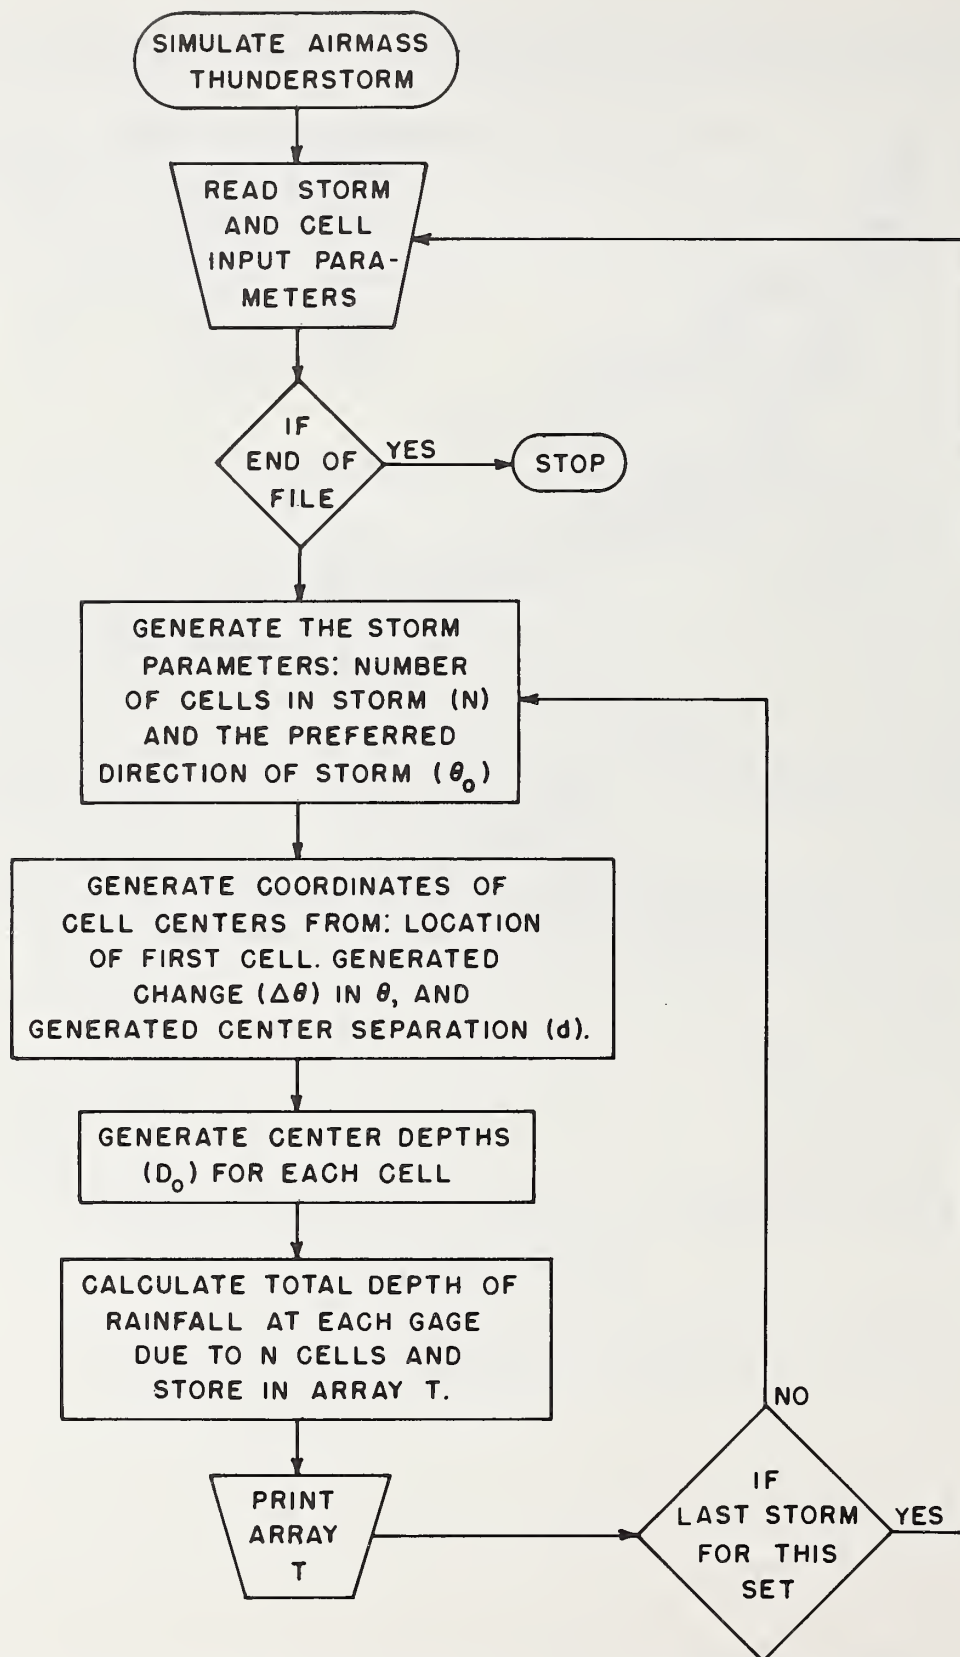 SIMULATE AIRMASS
THUNDERSTORM
READ STORM
AND CELL
INPUT PARA-
METERS
IF
END OF
FILE
YES
STOP
GENERATE THE STORM
PARAMETERS: NUMBER
OF CELLS IN STORM (N)
AND THE PREFERRED
DIRECTION OF STORM (θo)
GENERATE COORDINATES OF
CELL CENTERS FROM: LOCATION
OF FIRST CELL. GENERATED
CHANGE (Δθ) IN θ, AND
GENERATED CENTER SEPARATION (d).
GENERATE CENTER DEPTHS
(Do) FOR EACH CELL
CALCULATE TOTAL DEPTH OF
RAINFALL AT EACH GAGE
DUE TO N CELLS AND
STORE IN ARRAY T.
PRINT
ARRAY
T
NO
IF
LAST STORM
FOR THIS
SET
YES